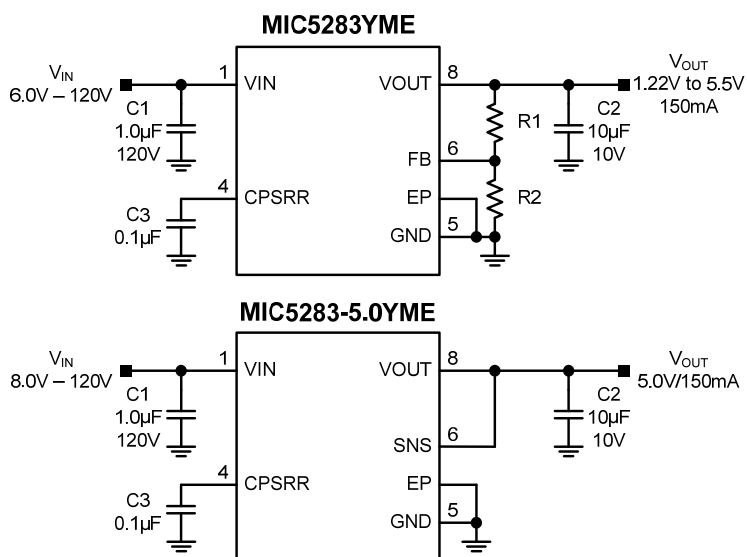 MIC5283YME
VIN
6.0V – 120V
1
VIN
VOUT
8
VOUT
1.22V to 5.5V
150mA
C1
1.0µF
120V
R1
C2
10µF
10V
FB
6
4
CPSRR
EP
R2
C3
0.1µF
GND
5
MIC5283-5.0YME
VIN
8.0V – 120V
1
VIN
VOUT
8
VOUT
5.0V/150mA
C1
1.0µF
120V
C2
10µF
10V
SNS
6
4
CPSRR
EP
C3
0.1µF
GND
5